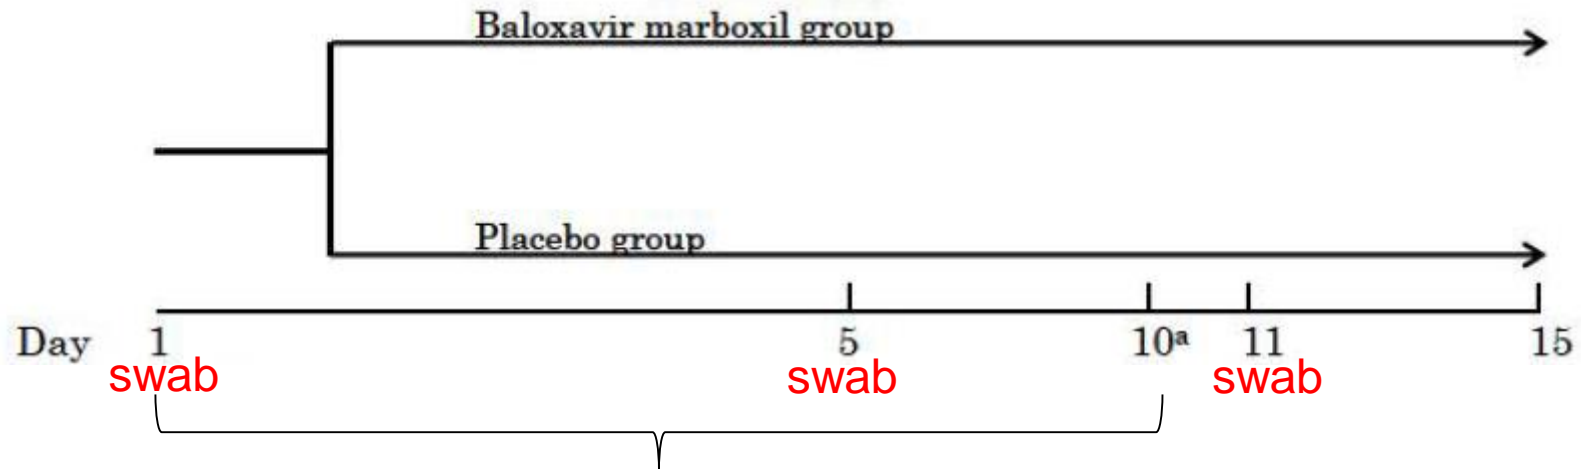 Baloxavir marboxil group
Placebo group
Day 1 5 10ᵃ 11 15
swab swab swab